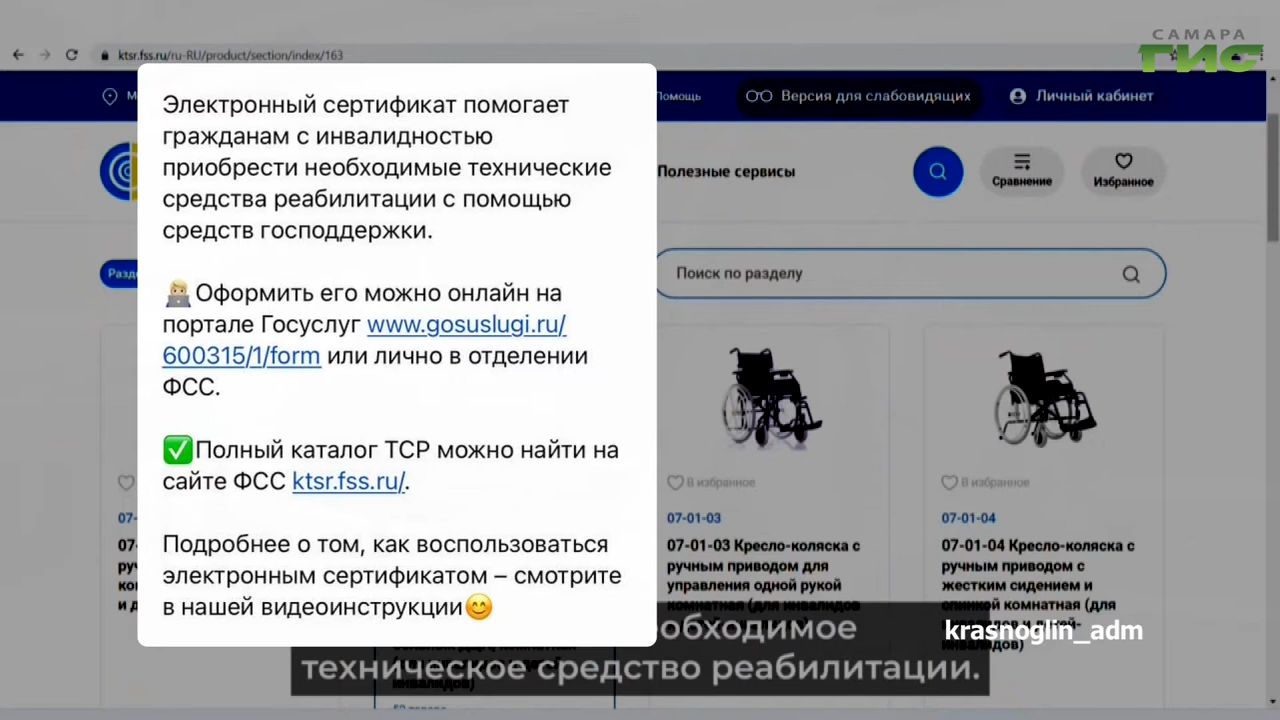 САМАРА
ГИС
ktsr.fss.ru/ru-RU/product/section/index/163
Помощь
Версия для слабовидящих
Личный кабинет
Полезные сервисы
Сравнение
Избранное
Поиск по разделу
Электронный сертификат помогает
гражданам с инвалидностью
приобрести необходимые технические
средства реабилитации с помощью
средств господдержки.
Оформить его можно онлайн на
портале Госуслуг www.gosuslugi.ru/
600315/1/form или лично в отделении
ФСС.
Полный каталог ТСР можно найти на
сайте ФСС ktsr.fss.ru/.
Подробнее о том, как воспользоваться
электронным сертификатом – смотрите
в нашей видеоинструкции
В избранное
07-01-03
07-01-03 Кресло-коляска с
ручным приводом для
управления одной рукой
комнатная (для инвалидов
В избранное
07-01-04
07-01-04 Кресло-коляска с
ручным приводом с
жестким сидением и
спинкой комнатная (для
инвалидов и детей-
инвалидов)
krasnoglin_adm
техническое средство реабилитации.